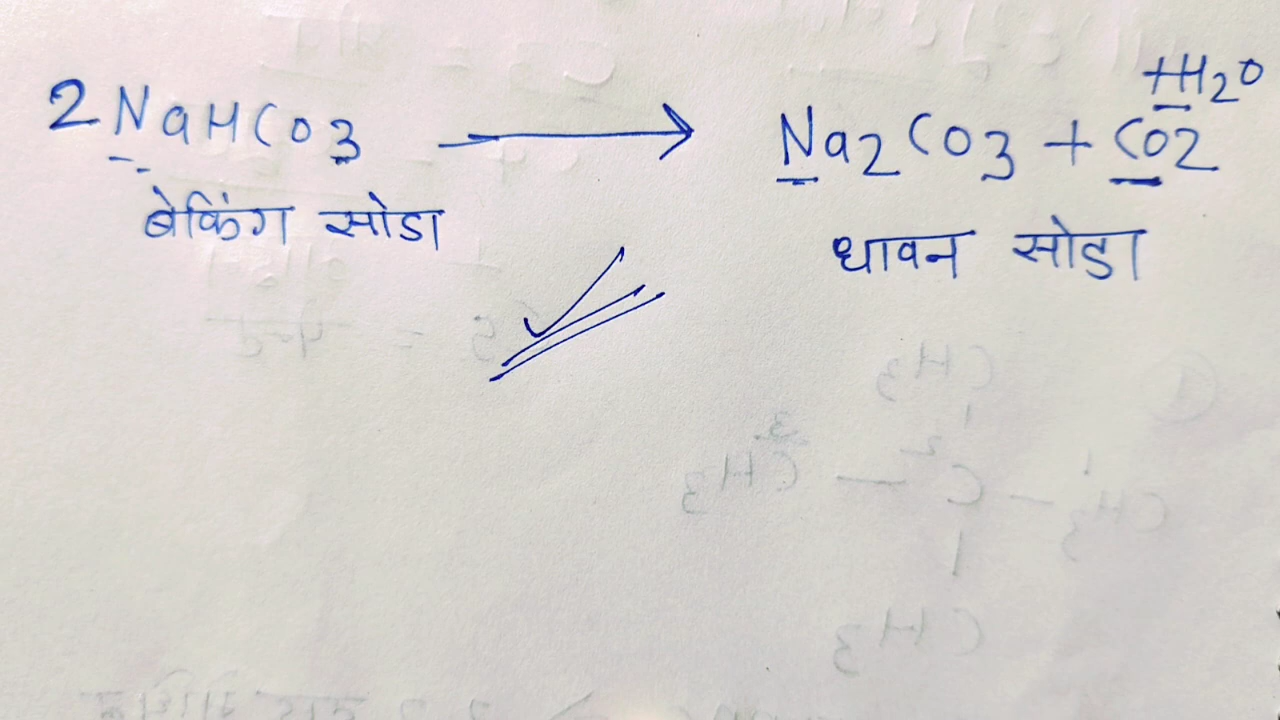 2NaHCO3 → Na2CO3 + CO2 +H2O
बेकिंग सोडा धावन सोडा